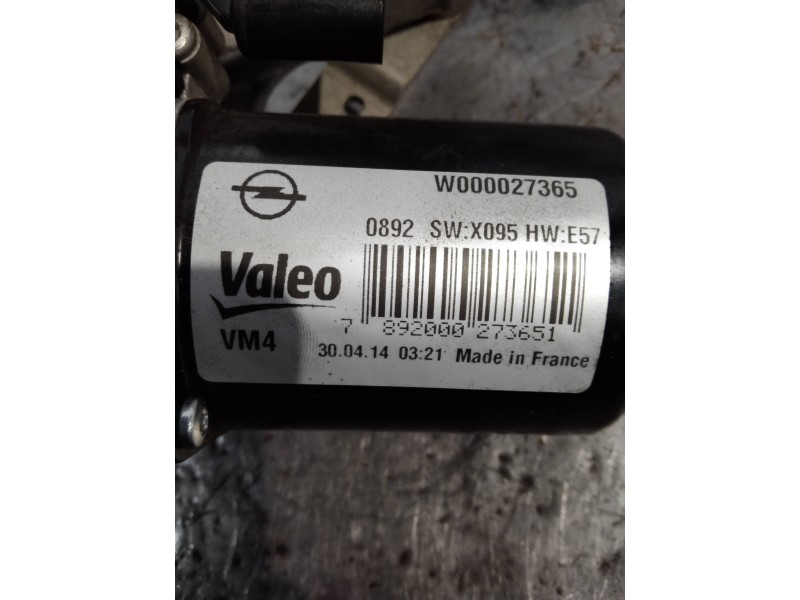 W000027365
0892 SW:X095 HW:E57
Valeo
7 892000 273651
VM4
30.04.14 03:21 Made in France